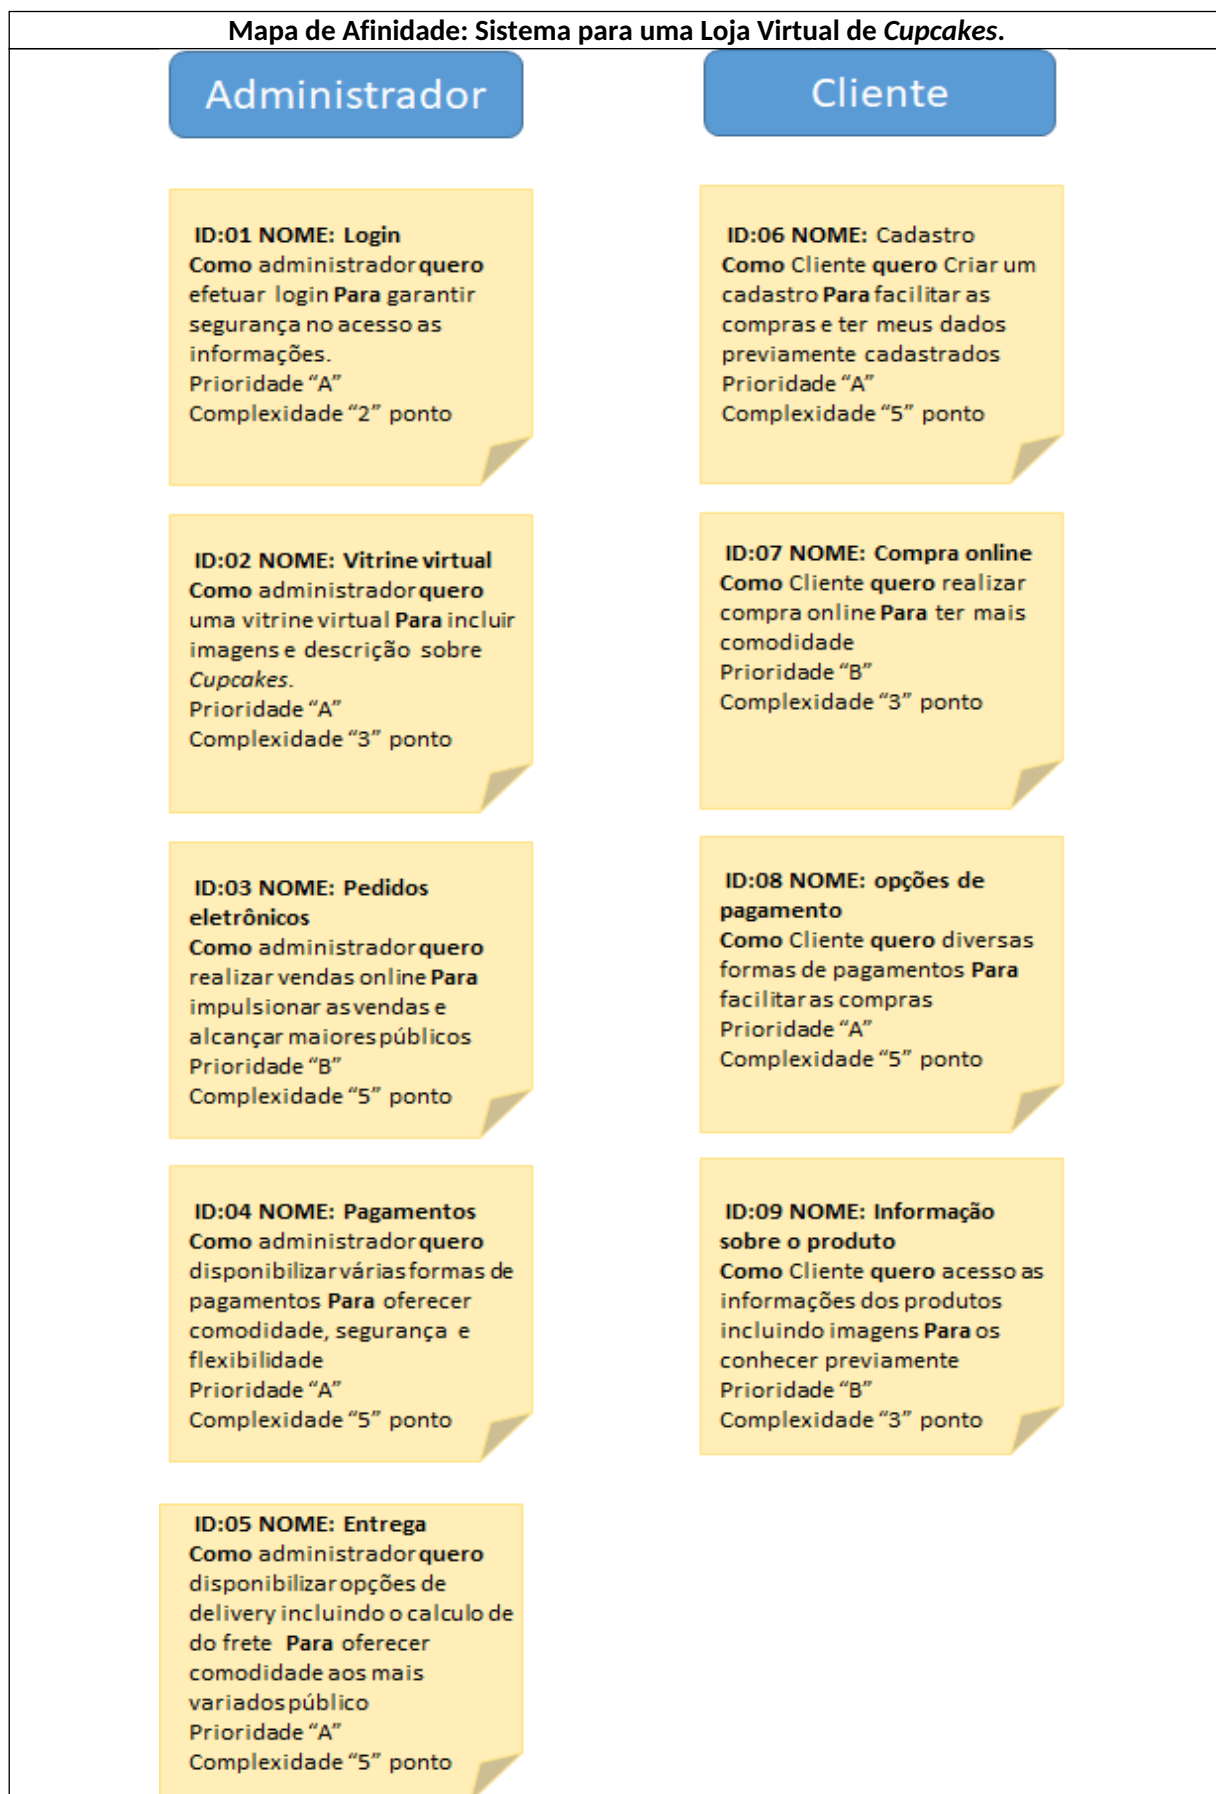 Mapa de Afinidade: Sistema para uma Loja Virtual de Cupcakes.
Administrador
ID:01 NOME: Login
Como administrador quero
efetuar login Para garantir
segurança no acesso as
informações.
Prioridade “A”
Complexidade “2” ponto
ID:02 NOME: Vitrine virtual
Como administrador quero
uma vitrine virtual Para incluir
imagens e descrição sobre
Cupcakes.
Prioridade “A”
Complexidade “3” ponto
ID:03 NOME: Pedidos
eletrônicos
Como administrador quero
realizar vendas online Para
impulsionar as vendas e
alcançar maiores públicos
Prioridade “B”
Complexidade “5” ponto
ID:04 NOME: Pagamentos
Como administrador quero
disponibilizar várias formas de
pagamentos Para oferecer
comodidade, segurança e
flexibilidade
Prioridade “A”
Complexidade “5” ponto
ID:05 NOME: Entrega
Como administrador quero
disponibilizar opções de
delivery incluindo o calculo de
do frete Para oferecer
comodidade aos mais
variados público
Prioridade “A”
Complexidade “5” ponto
Cliente
ID:06 NOME: Cadastro
Como Cliente quero Criar um
cadastro Para facilitar as
compras e ter meus dados
previamente cadastrados
Prioridade “A”
Complexidade “5” ponto
ID:07 NOME: Compra online
Como Cliente quero realizar
compra online Para ter mais
comodidade
Prioridade “B”
Complexidade “3” ponto
ID:08 NOME: opções de
pagamento
Como Cliente quero diversas
formas de pagamentos Para
facilitar as compras
Prioridade “A”
Complexidade “5” ponto
ID:09 NOME: Informação
sobre o produto
Como Cliente quero acesso as
informações dos produtos
incluindo imagens Para os
conhecer previamente
Prioridade “B”
Complexidade “3” ponto